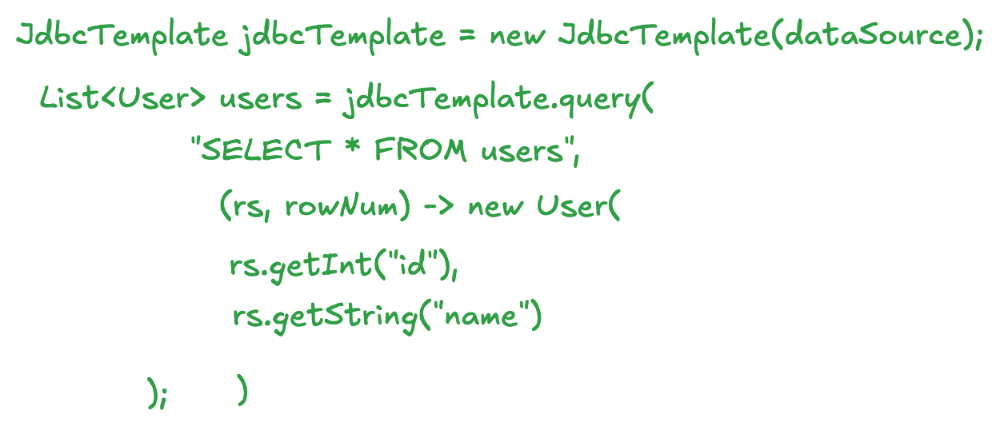 JdbcTemplate jdbcTemplate = new JdbcTemplate(dataSource);
List<User> users = jdbcTemplate.query(
"SELECT * FROM users",
(rs, rowNum) -> new User(
rs.getInt("id"),
rs.getString("name")
); )